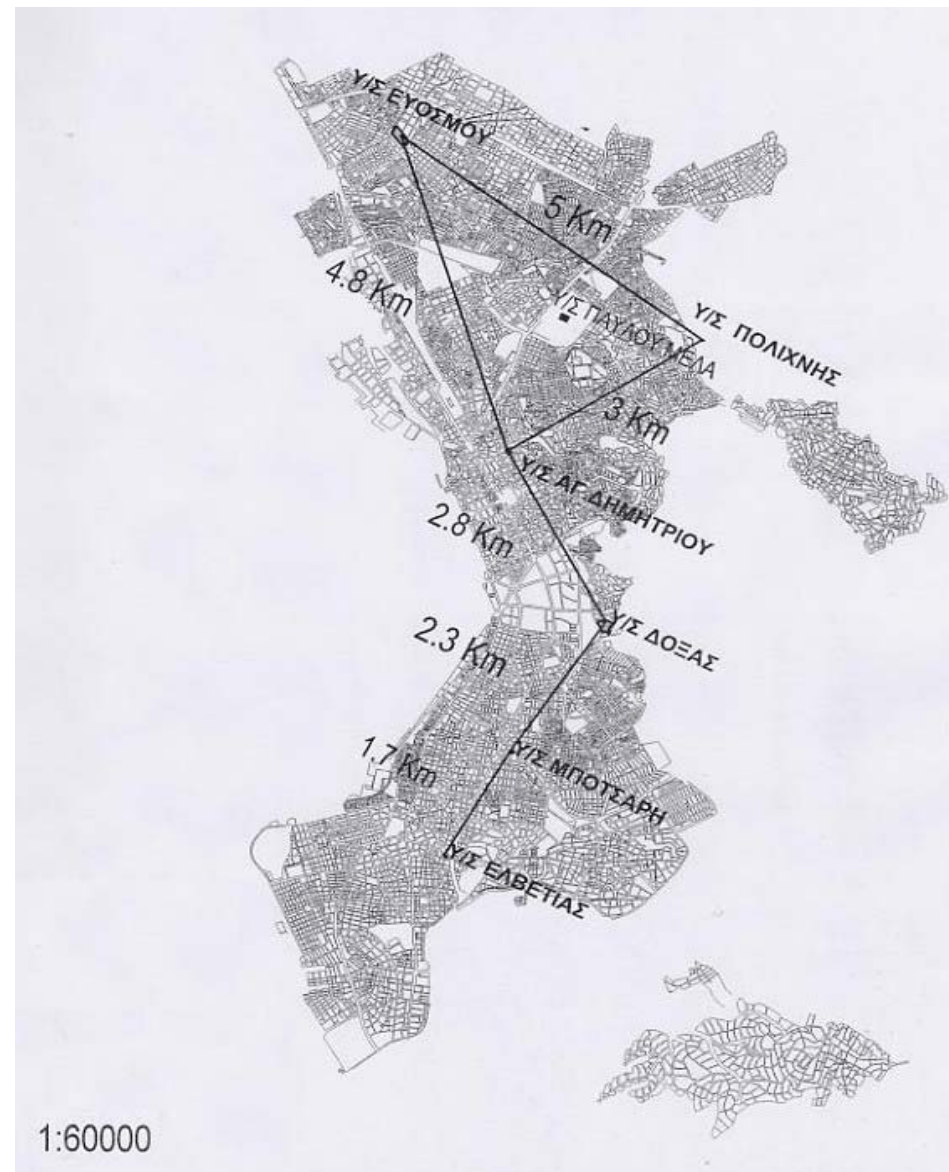 Υ/Σ ΕΥΟΣΜΟΥ
5 Km
4.8 Km
Υ/Σ ΠΑΥΛΟΥ ΜΕΛΑ
Υ/Σ ΠΟΛΙΧΝΗΣ
3 Km
Υ/Σ ΑΓ. ΔΗΜΗΤΡΙΟΥ
2.8 Km
Υ/Σ ΔΟΞΑΣ
2.3 Km
Υ/Σ ΜΠΟΤΣΑΡΗ
1.7 Km
Υ/Σ ΕΛΒΕΤΙΑΣ
1:60000